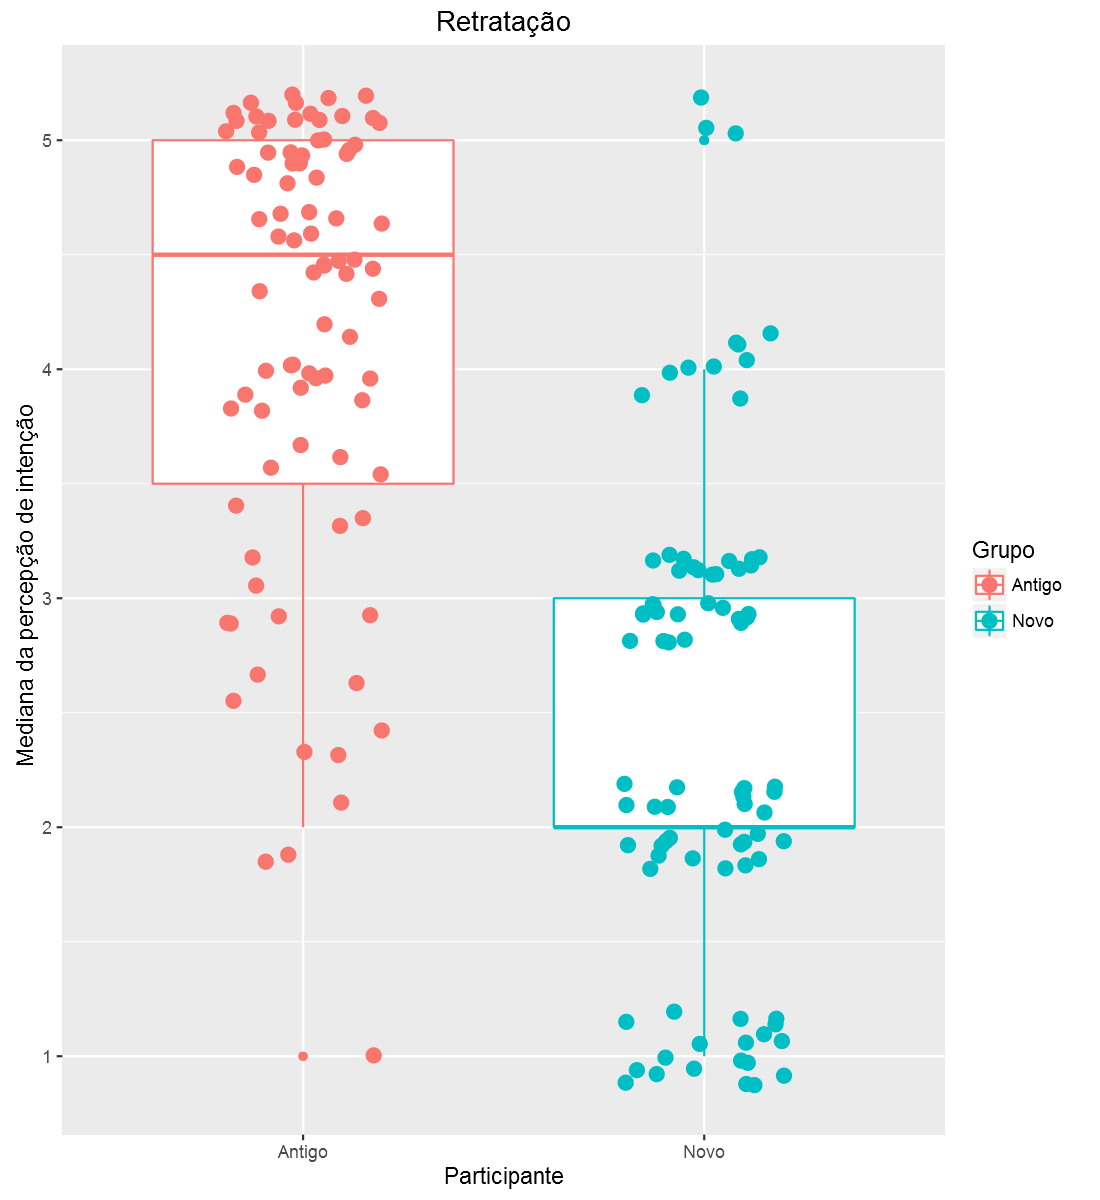 Retratação
Mediana da percepção de intenção
5
4
3
2
1
Antigo
Novo
Participante
Grupo
Antigo
Novo